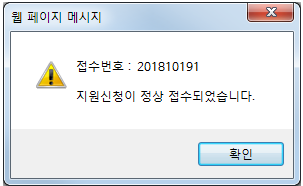 웹 페이지 메시지
접수번호 : 201810191
지원신청이 정상 접수되었습니다.
확인